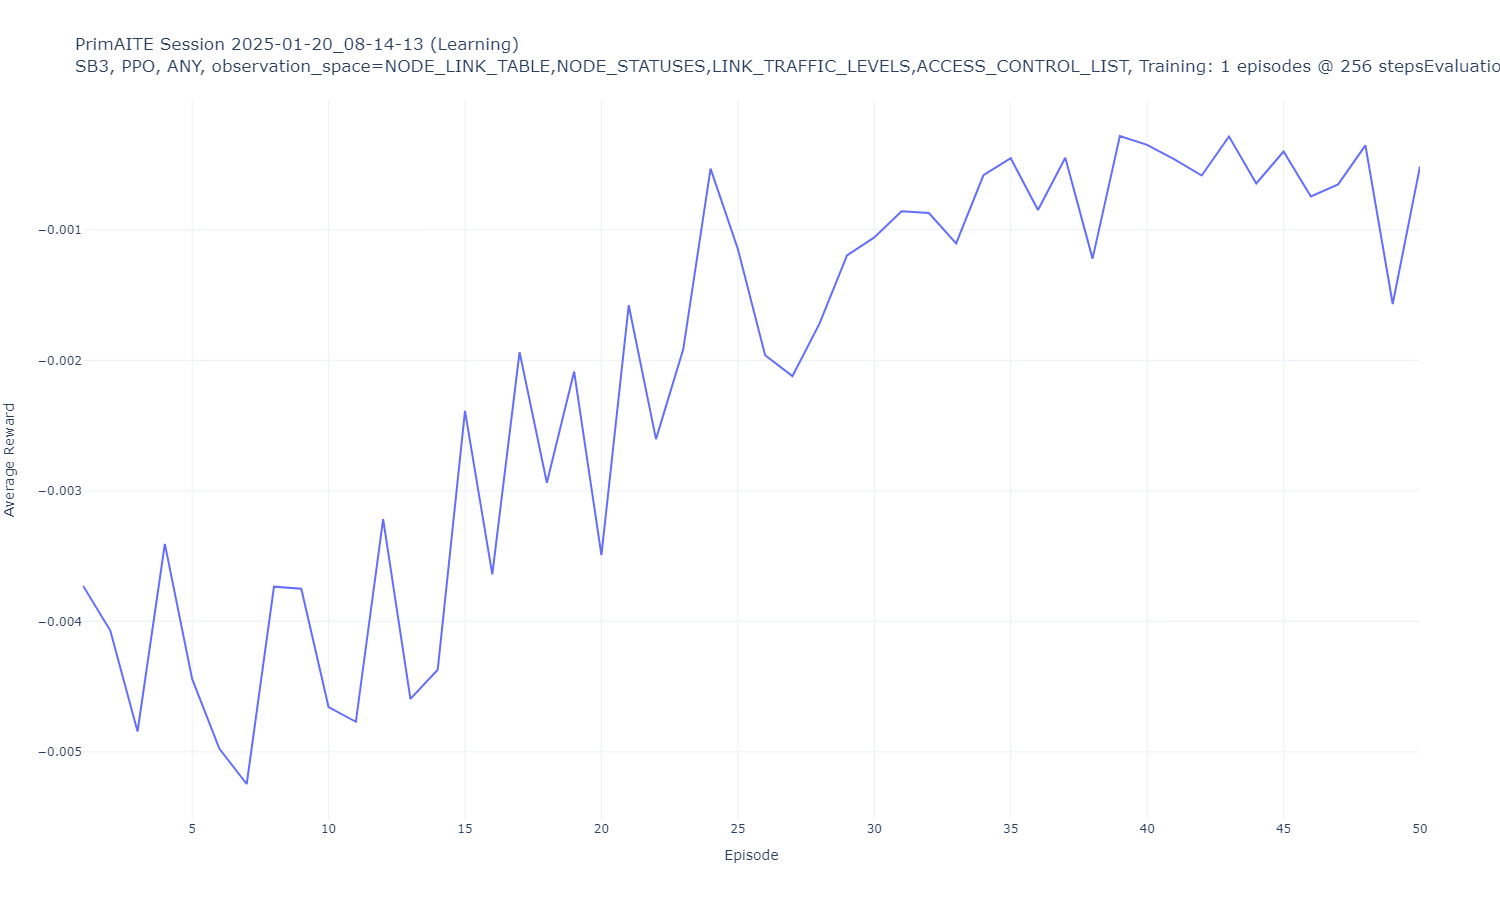 PrimAITE Session 2025-01-20_08-14-13 (Learning)
SB3, PPO, ANY, observation_space=NODE_LINK_TABLE,NODE_STATUSES,LINK_TRAFFIC_LEVELS,ACCESS_CONTROL_LIST, Training: 1 episodes @ 256 stepsEvaluatio
−0.001
−0.002
−0.003
−0.004
−0.005
Average Reward
5 10 15 20 25 30 35 40 45 50
Episode